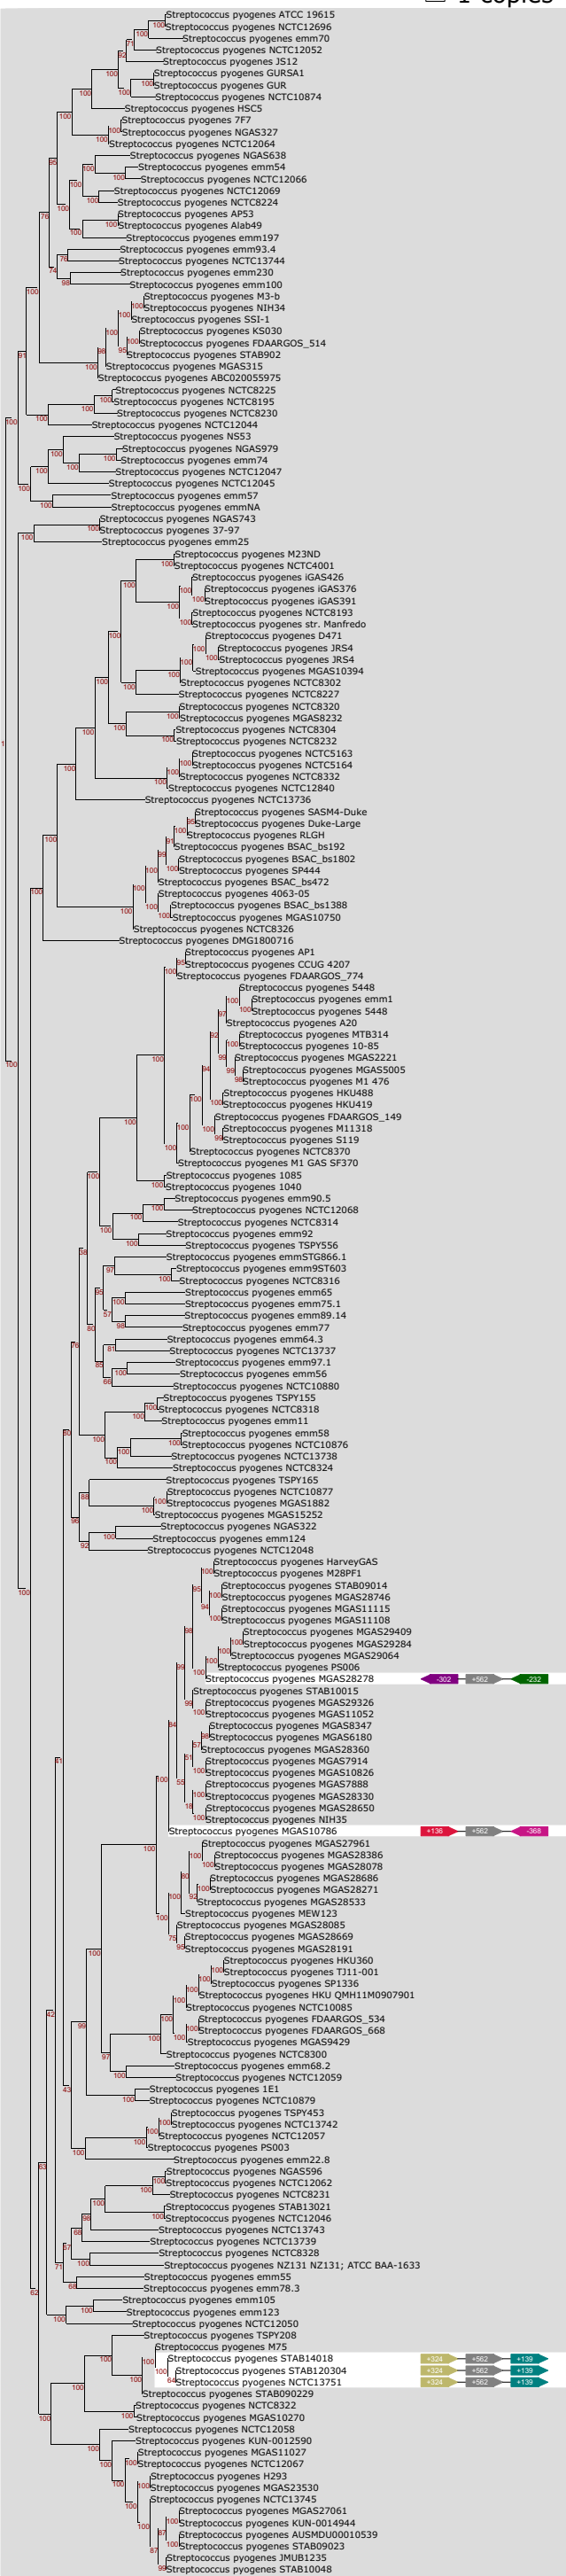 1 copies
Streptococcus pyogenes ATCC 19615
Streptococcus pyogenes NCTC12696
Streptococcus pyogenes emm70
Streptococcus pyogenes NCTC12052
Streptococcus pyogenes JS12
Streptococcus pyogenes GURSA1
Streptococcus pyogenes GUR
Streptococcus pyogenes NCTC10874
Streptococcus pyogenes HSC5
Streptococcus pyogenes 7F7
Streptococcus pyogenes NGAS327
Streptococcus pyogenes NCTC12064
Streptococcus pyogenes NGAS638
Streptococcus pyogenes emm54
Streptococcus pyogenes NCTC12066
Streptococcus pyogenes NCTC12069
Streptococcus pyogenes NCTC8224
Streptococcus pyogenes AP53
Streptococcus pyogenes Alab49
Streptococcus pyogenes emm197
Streptococcus pyogenes emm93.4
Streptococcus pyogenes NCTC13744
Streptococcus pyogenes emm230
Streptococcus pyogenes emm100
Streptococcus pyogenes M3-b
Streptococcus pyogenes NIH34
Streptococcus pyogenes SSI-1
Streptococcus pyogenes KS030
Streptococcus pyogenes FDAARGOS_514
Streptococcus pyogenes STAB902
Streptococcus pyogenes MGAS315
Streptococcus pyogenes ABC020055975
Streptococcus pyogenes NCTC8225
Streptococcus pyogenes NCTC8195
Streptococcus pyogenes NCTC8230
Streptococcus pyogenes NCTC12044
Streptococcus pyogenes NS53
Streptococcus pyogenes NGAS979
Streptococcus pyogenes emm74
Streptococcus pyogenes NCTC12047
Streptococcus pyogenes NCTC12045
Streptococcus pyogenes emm57
Streptococcus pyogenes emmNA
Streptococcus pyogenes NGAS743
Streptococcus pyogenes 37-97
Streptococcus pyogenes emm25
Streptococcus pyogenes M23ND
Streptococcus pyogenes NCTC4001
Streptococcus pyogenes iGAS426
Streptococcus pyogenes iGAS376
Streptococcus pyogenes iGAS391
Streptococcus pyogenes NCTC8193
Streptococcus pyogenes str. Manfredo
Streptococcus pyogenes D471
Streptococcus pyogenes JRS4
Streptococcus pyogenes JRS4
Streptococcus pyogenes MGAS10394
Streptococcus pyogenes NCTC8302
Streptococcus pyogenes NCTC8227
Streptococcus pyogenes NCTC8320
Streptococcus pyogenes MGAS8232
Streptococcus pyogenes NCTC8304
Streptococcus pyogenes NCTC8232
Streptococcus pyogenes NCTC5163
Streptococcus pyogenes NCTC5164
Streptococcus pyogenes NCTC8332
Streptococcus pyogenes NCTC12840
Streptococcus pyogenes NCTC13736
Streptococcus pyogenes SASM4-Duke
Streptococcus pyogenes Duke-Large
Streptococcus pyogenes RLGH
Streptococcus pyogenes BSAC_bs192
Streptococcus pyogenes BSAC_bs1802
Streptococcus pyogenes SP444
Streptococcus pyogenes BSAC_bs472
Streptococcus pyogenes 4063-05
Streptococcus pyogenes BSAC_bs1388
Streptococcus pyogenes MGAS10750
Streptococcus pyogenes NCTC8326
Streptococcus pyogenes DMG1800716
Streptococcus pyogenes AP1
Streptococcus pyogenes CCUG 4207
Streptococcus pyogenes FDAARGOS_774
Streptococcus pyogenes 5448
Streptococcus pyogenes emm1
Streptococcus pyogenes 5448
Streptococcus pyogenes A20
Streptococcus pyogenes MTB314
Streptococcus pyogenes 10-85
Streptococcus pyogenes MGAS2221
Streptococcus pyogenes MGAS5005
Streptococcus pyogenes M1 476
Streptococcus pyogenes HKU488
Streptococcus pyogenes HKU419
Streptococcus pyogenes FDAARGOS_149
Streptococcus pyogenes M11318
Streptococcus pyogenes S119
Streptococcus pyogenes NCTC8370
Streptococcus pyogenes M1 GAS SF370
Streptococcus pyogenes 1085
Streptococcus pyogenes 1040
Streptococcus pyogenes emm90.5
Streptococcus pyogenes NCTC12068
Streptococcus pyogenes NCTC8314
Streptococcus pyogenes emm92
Streptococcus pyogenes TSPY556
Streptococcus pyogenes emmSTG866.1
Streptococcus pyogenes emm9ST603
Streptococcus pyogenes NCTC8316
Streptococcus pyogenes emm65
Streptococcus pyogenes emm75.1
Streptococcus pyogenes emm89.14
Streptococcus pyogenes emm77
Streptococcus pyogenes emm64.3
Streptococcus pyogenes NCTC13737
Streptococcus pyogenes emm97.1
Streptococcus pyogenes emm56
Streptococcus pyogenes NCTC10880
Streptococcus pyogenes TSPY155
Streptococcus pyogenes NCTC8318
Streptococcus pyogenes emm11
Streptococcus pyogenes emm58
Streptococcus pyogenes NCTC10876
Streptococcus pyogenes NCTC13738
Streptococcus pyogenes NCTC8324
Streptococcus pyogenes TSPY165
Streptococcus pyogenes NCTC10877
Streptococcus pyogenes MGAS1882
Streptococcus pyogenes MGAS15252
Streptococcus pyogenes NGAS322
Streptococcus pyogenes emm124
Streptococcus pyogenes NCTC12048
Streptococcus pyogenes HarveyGAS
Streptococcus pyogenes M28PF1
Streptococcus pyogenes STAB09014
Streptococcus pyogenes MGAS28746
Streptococcus pyogenes MGAS11115
Streptococcus pyogenes MGAS11108
Streptococcus pyogenes MGAS29409
Streptococcus pyogenes MGAS29284
Streptococcus pyogenes MGAS29064
Streptococcus pyogenes PS006
Streptococcus pyogenes MGAS28278 -302 +562 -232
Streptococcus pyogenes STAB10015
Streptococcus pyogenes MGAS29326
Streptococcus pyogenes MGAS11052
Streptococcus pyogenes MGAS8347
Streptococcus pyogenes MGAS6180
Streptococcus pyogenes MGAS28360
Streptococcus pyogenes MGAS7914
Streptococcus pyogenes MGAS10826
Streptococcus pyogenes MGAS7888
Streptococcus pyogenes MGAS28330
Streptococcus pyogenes MGAS28650
Streptococcus pyogenes NIH35
Streptococcus pyogenes MGAS10786 +136 +562 -368
Streptococcus pyogenes MGAS27961
Streptococcus pyogenes MGAS28386
Streptococcus pyogenes MGAS28078
Streptococcus pyogenes MGAS28686
Streptococcus pyogenes MGAS28271
Streptococcus pyogenes MGAS28533
Streptococcus pyogenes MEW123
Streptococcus pyogenes MGAS28085
Streptococcus pyogenes MGAS28669
Streptococcus pyogenes MGAS28191
Streptococcus pyogenes HKU360
Streptococcus pyogenes TJ11-001
Streptococcus pyogenes SP1336
Streptococcus pyogenes HKU QMH11M0907901
Streptococcus pyogenes NCTC10085
Streptococcus pyogenes FDAARGOS_534
Streptococcus pyogenes FDAARGOS_668
Streptococcus pyogenes MGAS9429
Streptococcus pyogenes NCTC8300
Streptococcus pyogenes emm68.2
Streptococcus pyogenes NCTC12059
Streptococcus pyogenes 1E1
Streptococcus pyogenes NCTC10879
Streptococcus pyogenes TSPY453
Streptococcus pyogenes NCTC13742
Streptococcus pyogenes NCTC12057
Streptococcus pyogenes PS003
Streptococcus pyogenes emm22.8
Streptococcus pyogenes NGAS596
Streptococcus pyogenes NCTC12062
Streptococcus pyogenes NCTC8231
Streptococcus pyogenes STAB13021
Streptococcus pyogenes NCTC12046
Streptococcus pyogenes NCTC13743
Streptococcus pyogenes NCTC13739
Streptococcus pyogenes NCTC8328
Streptococcus pyogenes NZ131 NZ131; ATCC BAA-1633
Streptococcus pyogenes emm55
Streptococcus pyogenes emm78.3
Streptococcus pyogenes emm105
Streptococcus pyogenes emm123
Streptococcus pyogenes NCTC12050
Streptococcus pyogenes TSPY208
Streptococcus pyogenes M75
Streptococcus pyogenes STAB14018 +324 +562 +139
Streptococcus pyogenes STAB120304 +324 +562 +139
Streptococcus pyogenes NCTC13751 +324 +562 +139
Streptococcus pyogenes STAB090229
Streptococcus pyogenes NCTC8322
Streptococcus pyogenes MGAS10270
Streptococcus pyogenes NCTC12058
Streptococcus pyogenes KUN-0012590
Streptococcus pyogenes MGAS11027
Streptococcus pyogenes NCTC12067
Streptococcus pyogenes H293
Streptococcus pyogenes MGAS23530
Streptococcus pyogenes NCTC13745
Streptococcus pyogenes MGAS27061
Streptococcus pyogenes KUN-0014944
Streptococcus pyogenes AUSMDU00010539
Streptococcus pyogenes STAB09023
Streptococcus pyogenes JMUB1235
Streptococcus pyogenes STAB10048